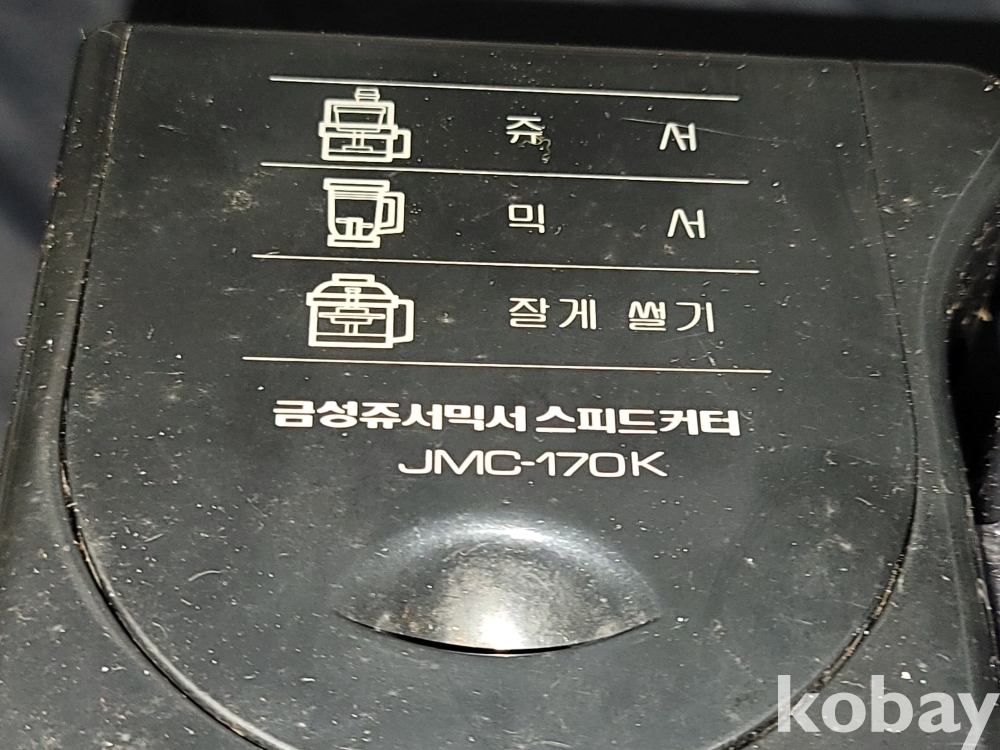 쥬 서
믹 서
잘게 썰기
금성쥬서믹서 스피드커터
JMC-170K
kobay